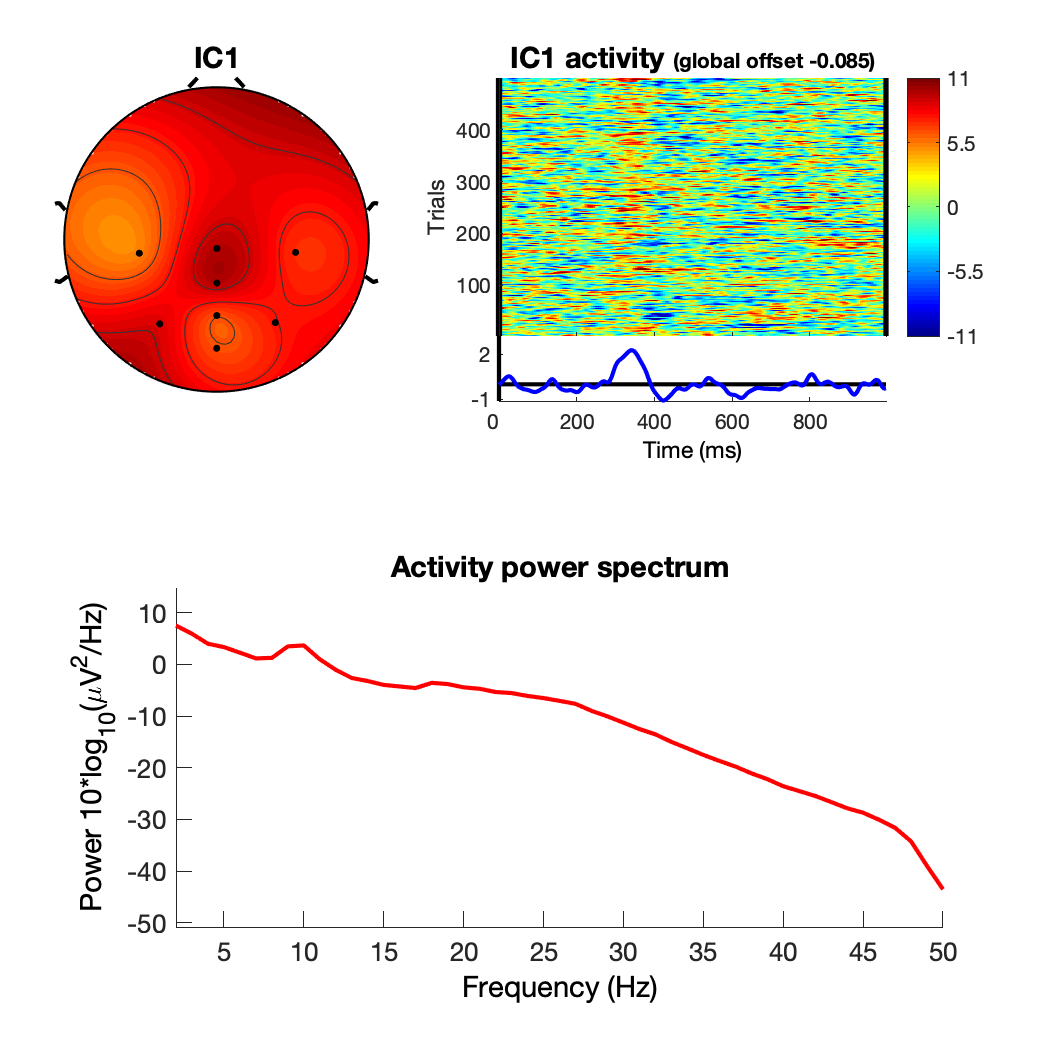 IC1
IC1 activity (global offset -0.085)
Trials
400
300
200
100
11
5.5
0
-5.5
-11
2
-1
0 200 400 600 800
Time (ms)
Activity power spectrum
Power 10*log10(μV2/Hz)
10
0
-10
-20
-30
-40
-50
5 10 15 20 25 30 35 40 45 50
Frequency (Hz)